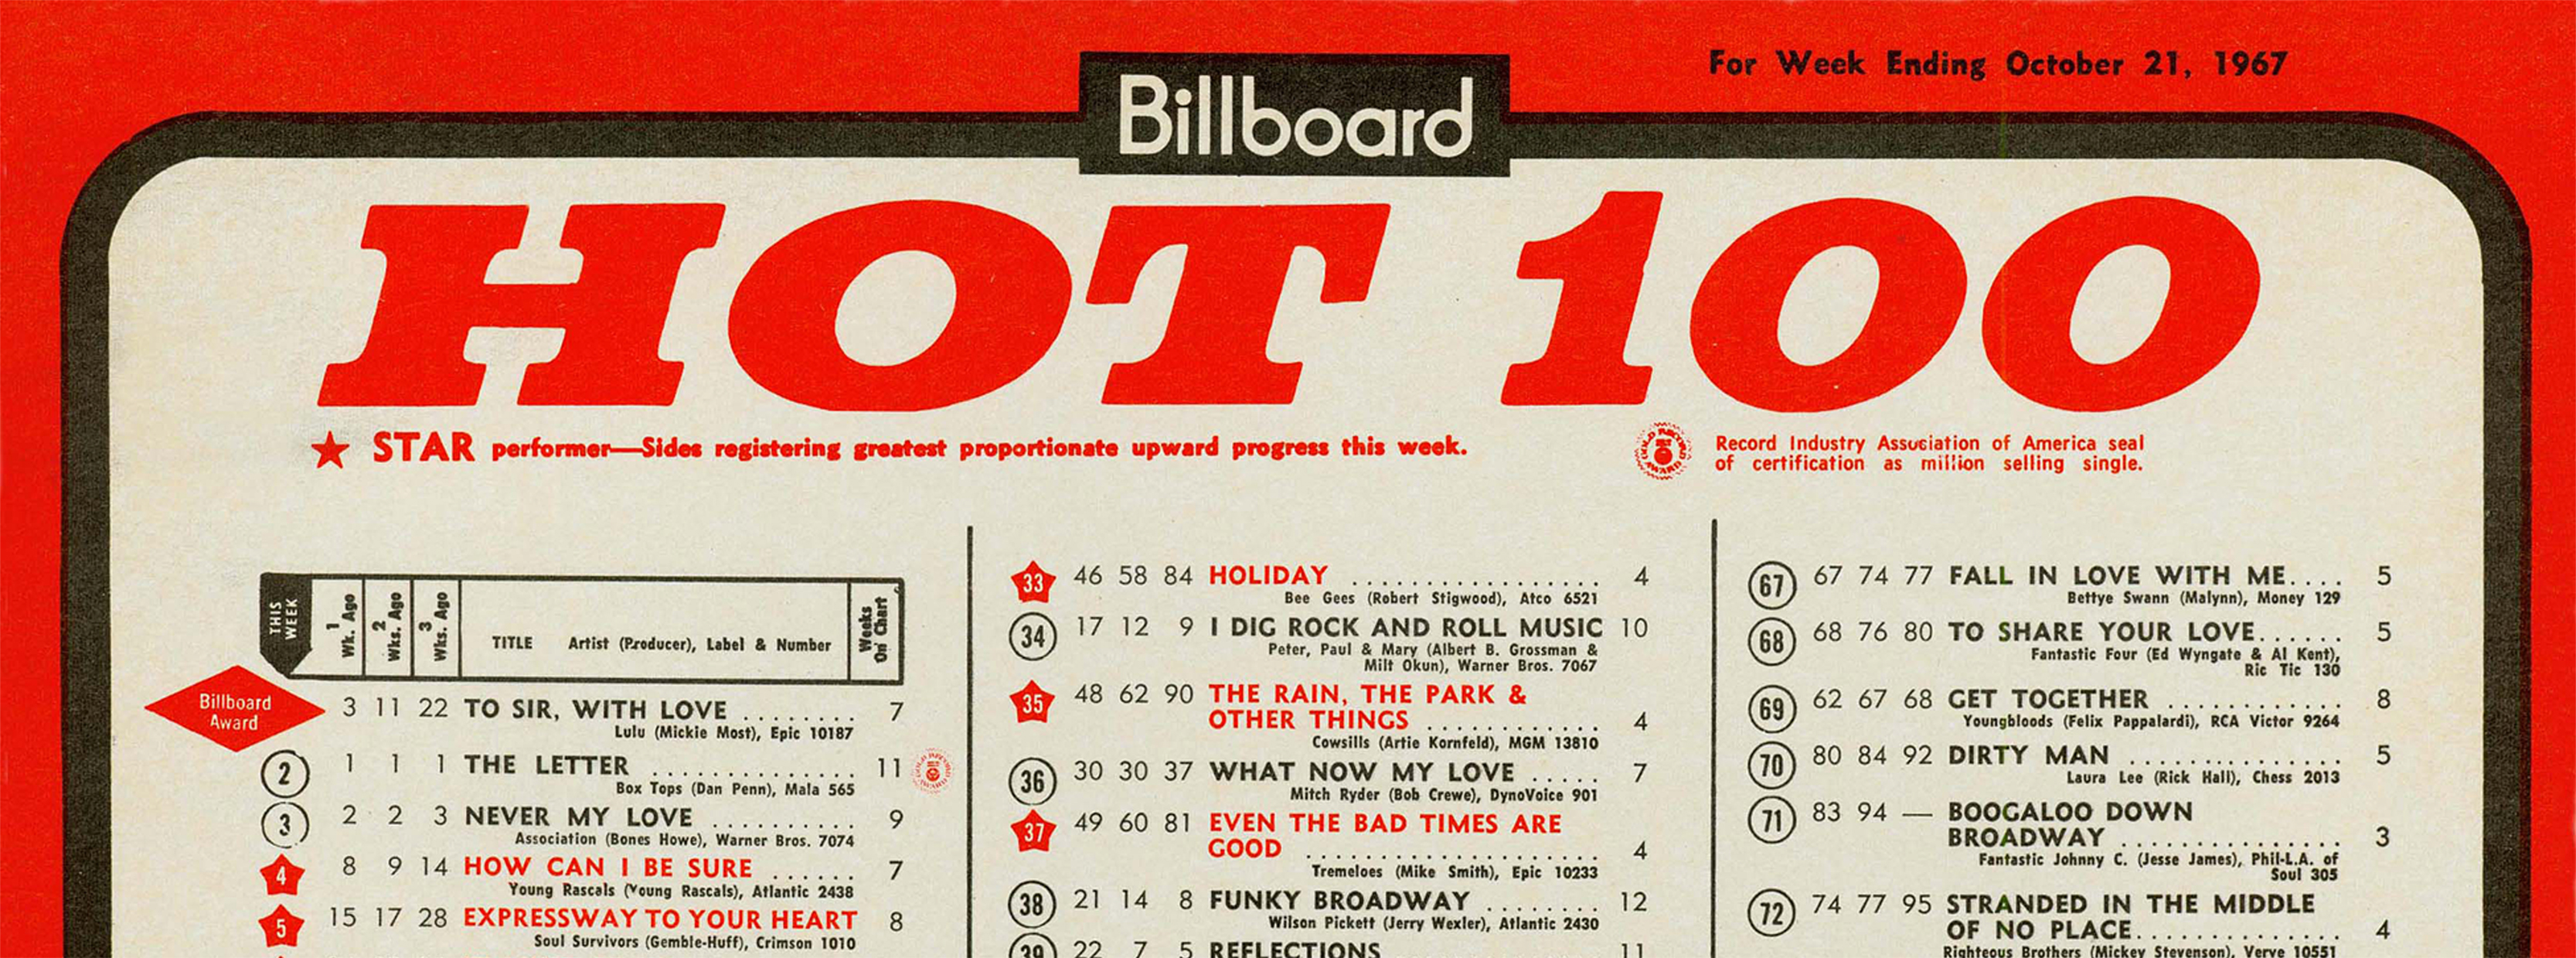 For Week Ending October 21, 1967
Billboard
HOT 100
★ STAR performer—Sides registering greatest proportionate upward progress this week.
Record Industry Association of America seal
of certification as million selling single.
THIS WEEK
1 Wk. Ago
2 Wks. Ago
3 Wks. Ago
TITLE Artist (Producer), Label & Number
Weeks On Chart
Billboard
Award
3 11 22 TO SIR, WITH LOVE ........ 7
Lulu (Mickie Most), Epic 10187
2 1 1 1 THE LETTER .............. 11
Box Tops (Dan Penn), Mala 565
3 2 2 3 NEVER MY LOVE .......... 9
Association (Bones Howe), Warner Bros. 7074
4 8 9 14 HOW CAN I BE SURE ...... 7
Young Rascals (Young Rascals), Atlantic 2438
5 15 17 28 EXPRESSWAY TO YOUR HEART 8
Soul Survivors (Gemble-Huff), Crimson 1010
33 46 58 84 HOLIDAY ................. 4
Bee Gees (Robert Stigwood), Atco 6521
34 17 12 9 I DIG ROCK AND ROLL MUSIC 10
Peter, Paul & Mary (Albert B. Grossman &
Milt Okun), Warner Bros. 7067
35 48 62 90 THE RAIN, THE PARK &
OTHER THINGS ............ 4
Cowsills (Artie Kornfeld), MGM 13810
36 30 30 37 WHAT NOW MY LOVE ..... 7
Mitch Ryder (Bob Crewe), DynoVoice 901
37 49 60 81 EVEN THE BAD TIMES ARE
GOOD .................... 4
Tremeloes (Mike Smith), Epic 10233
38 21 14 8 FUNKY BROADWAY ........ 12
Wilson Pickett (Jerry Wexler), Atlantic 2430
39 22 7 5 REFLECTIONS 11
67 67 74 77 FALL IN LOVE WITH ME.... 5
Bettye Swann (Malynn), Money 129
68 68 76 80 TO SHARE YOUR LOVE...... 5
Fantastic Four (Ed Wyngate & Al Kent),
Ric Tic 130
69 62 67 68 GET TOGETHER ............ 8
Youngbloods (Felix Pappalardi), RCA Victor 9264
70 80 84 92 DIRTY MAN ............... 5
Laura Lee (Rick Hall), Chess 2013
71 83 94 — BOOGALOO DOWN
BROADWAY ............... 3
Fantastic Johnny C. (Jesse James), Phil-L.A. of
Soul 305
72 74 77 95 STRANDED IN THE MIDDLE
OF NO PLACE.............. 4
Righteous Brothers (Mickey Stevenson), Verve 10551